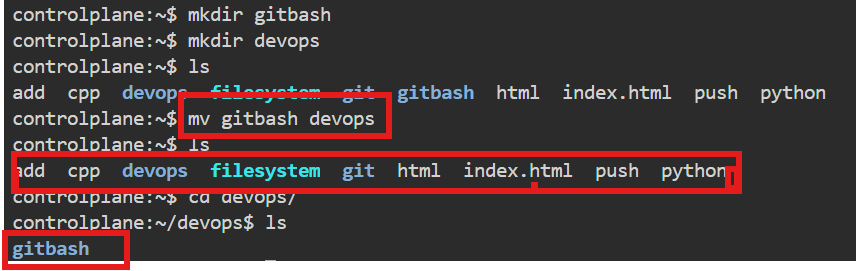 controlplane:~$ mkdir gitbash
controlplane:~$ mkdir devops
controlplane:~$ ls
add  cpp  devops  filesystem  git  gitbash  html  index.html  push  python
controlplane:~$ mv gitbash devops
controlplane:~$ ls
add  cpp  devops  filesystem  git  html  index.html  push  python
controlplane:~$ cd devops/
controlplane:~/devops$ ls
gitbash